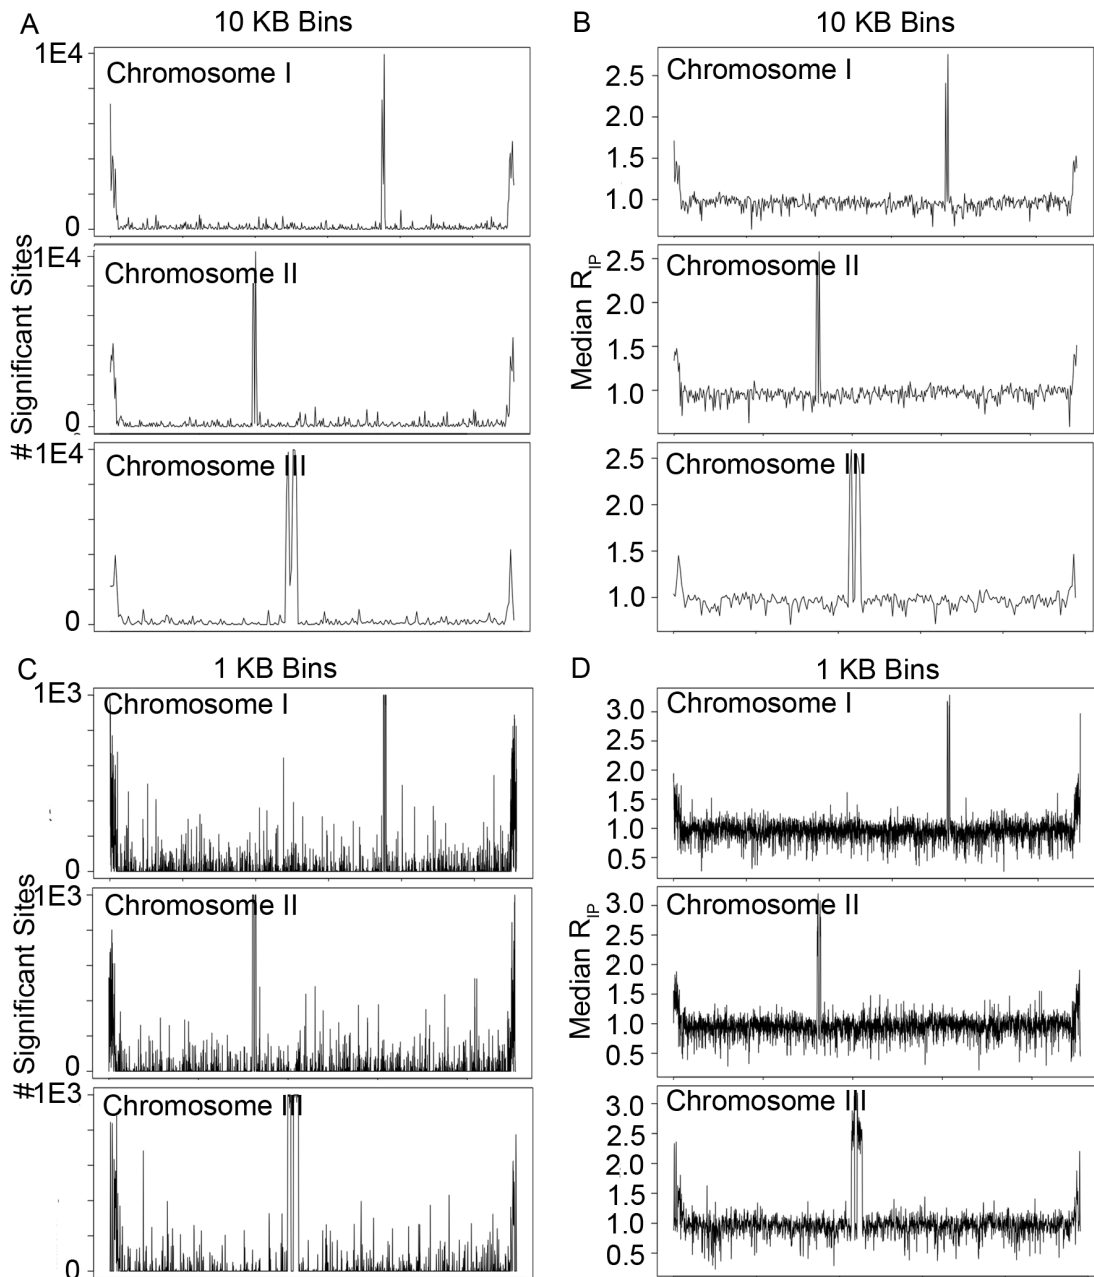 A
10 KB Bins
1E4
Chromosome I
0
1E4
Chromosome II
0
1E4
Chromosome III
0
# Significant Sites
B
10 KB Bins
Chromosome I
2.5
2.0
1.5
1.0
Chromosome II
2.5
2.0
1.5
1.0
Chromosome III
2.5
2.0
1.5
1.0
Median RIP
C
1 KB Bins
1E3
Chromosome I
0
1E3
Chromosome II
0
1E3
Chromosome III
0
# Significant Sites
D
1 KB Bins
Chromosome I
3.0
2.5
2.0
1.5
1.0
0.5
Chromosome II
3.0
2.5
2.0
1.5
1.0
0.5
Chromosome III
3.0
2.5
2.0
1.5
1.0
0.5
Median RIP